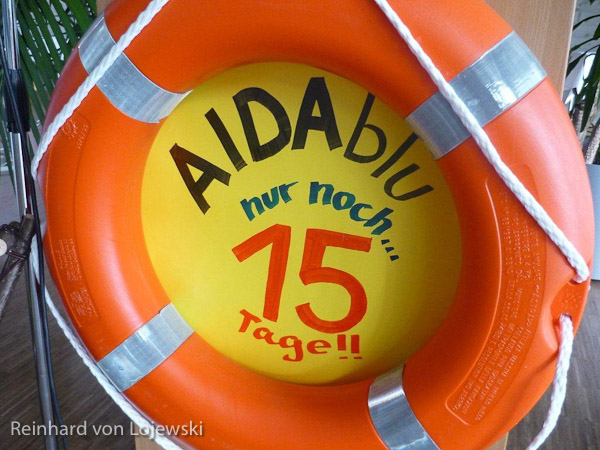 AIDAblu
nur noch...
15
Tage!!
Reinhard von Lojewski